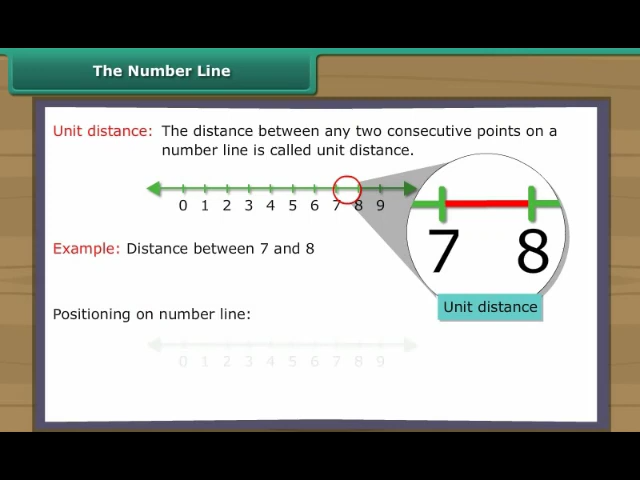 The Number Line
Unit distance: The distance between any two consecutive points on a
number line is called unit distance.
0 1 2 3 4 5 6 7 8 9
7 8
Example: Distance between 7 and 8
Unit distance
Positioning on number line:
0 1 2 3 4 5 6 7 8 9